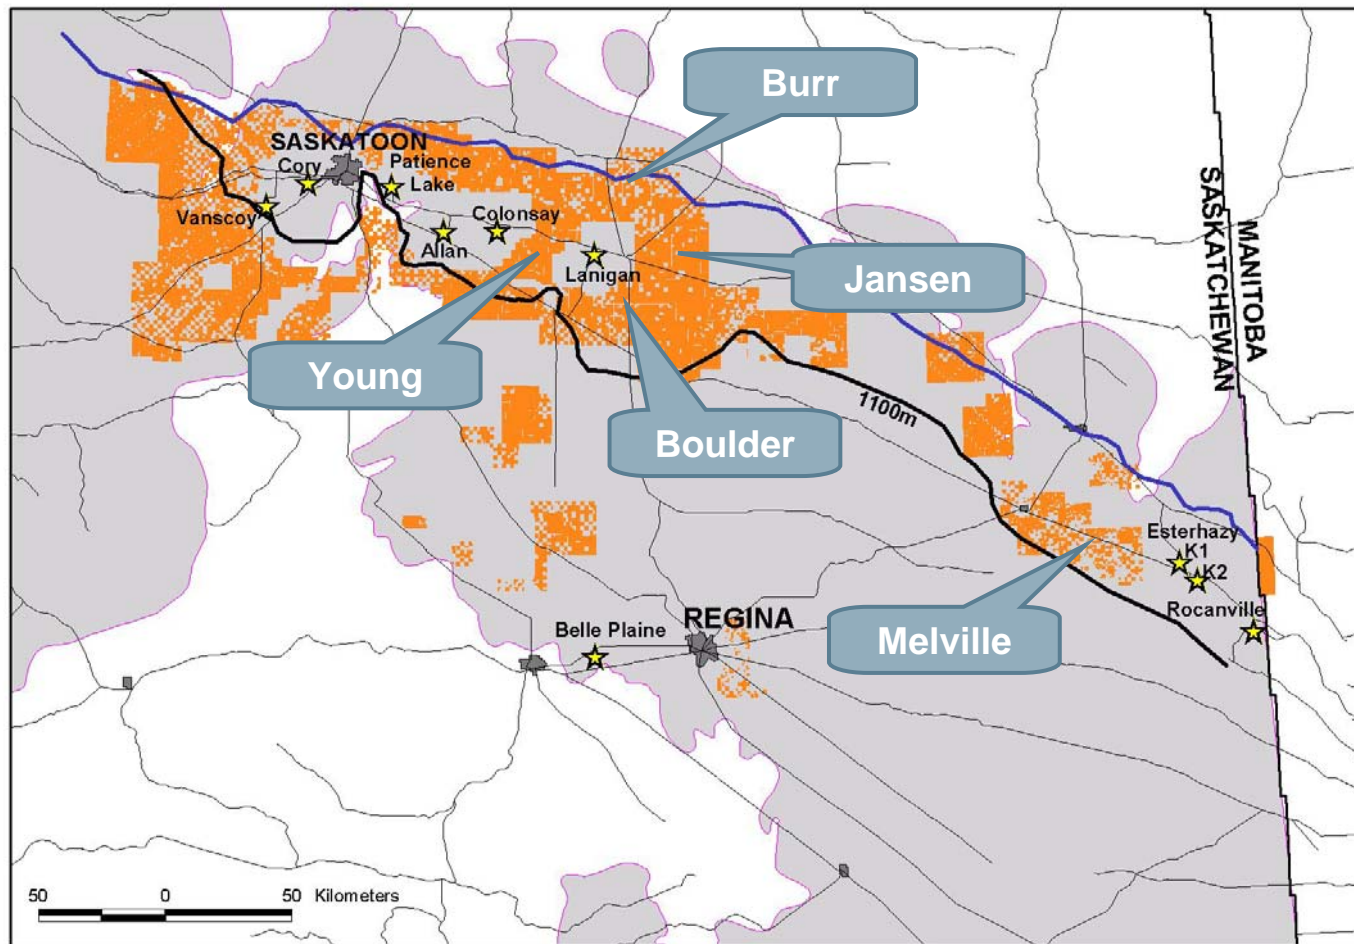 Burr
SASKATOON
Cory
Patience
Lake
Vanscoy
Colonsay
Allan
Lanigan
Jansen
Young
Boulder
1100m
SASKATCHEWAN
MANITOBA
Esterhazy
K1
K2
Rocanville
Melville
Belle Plaine
REGINA
50 0 50 Kilometers